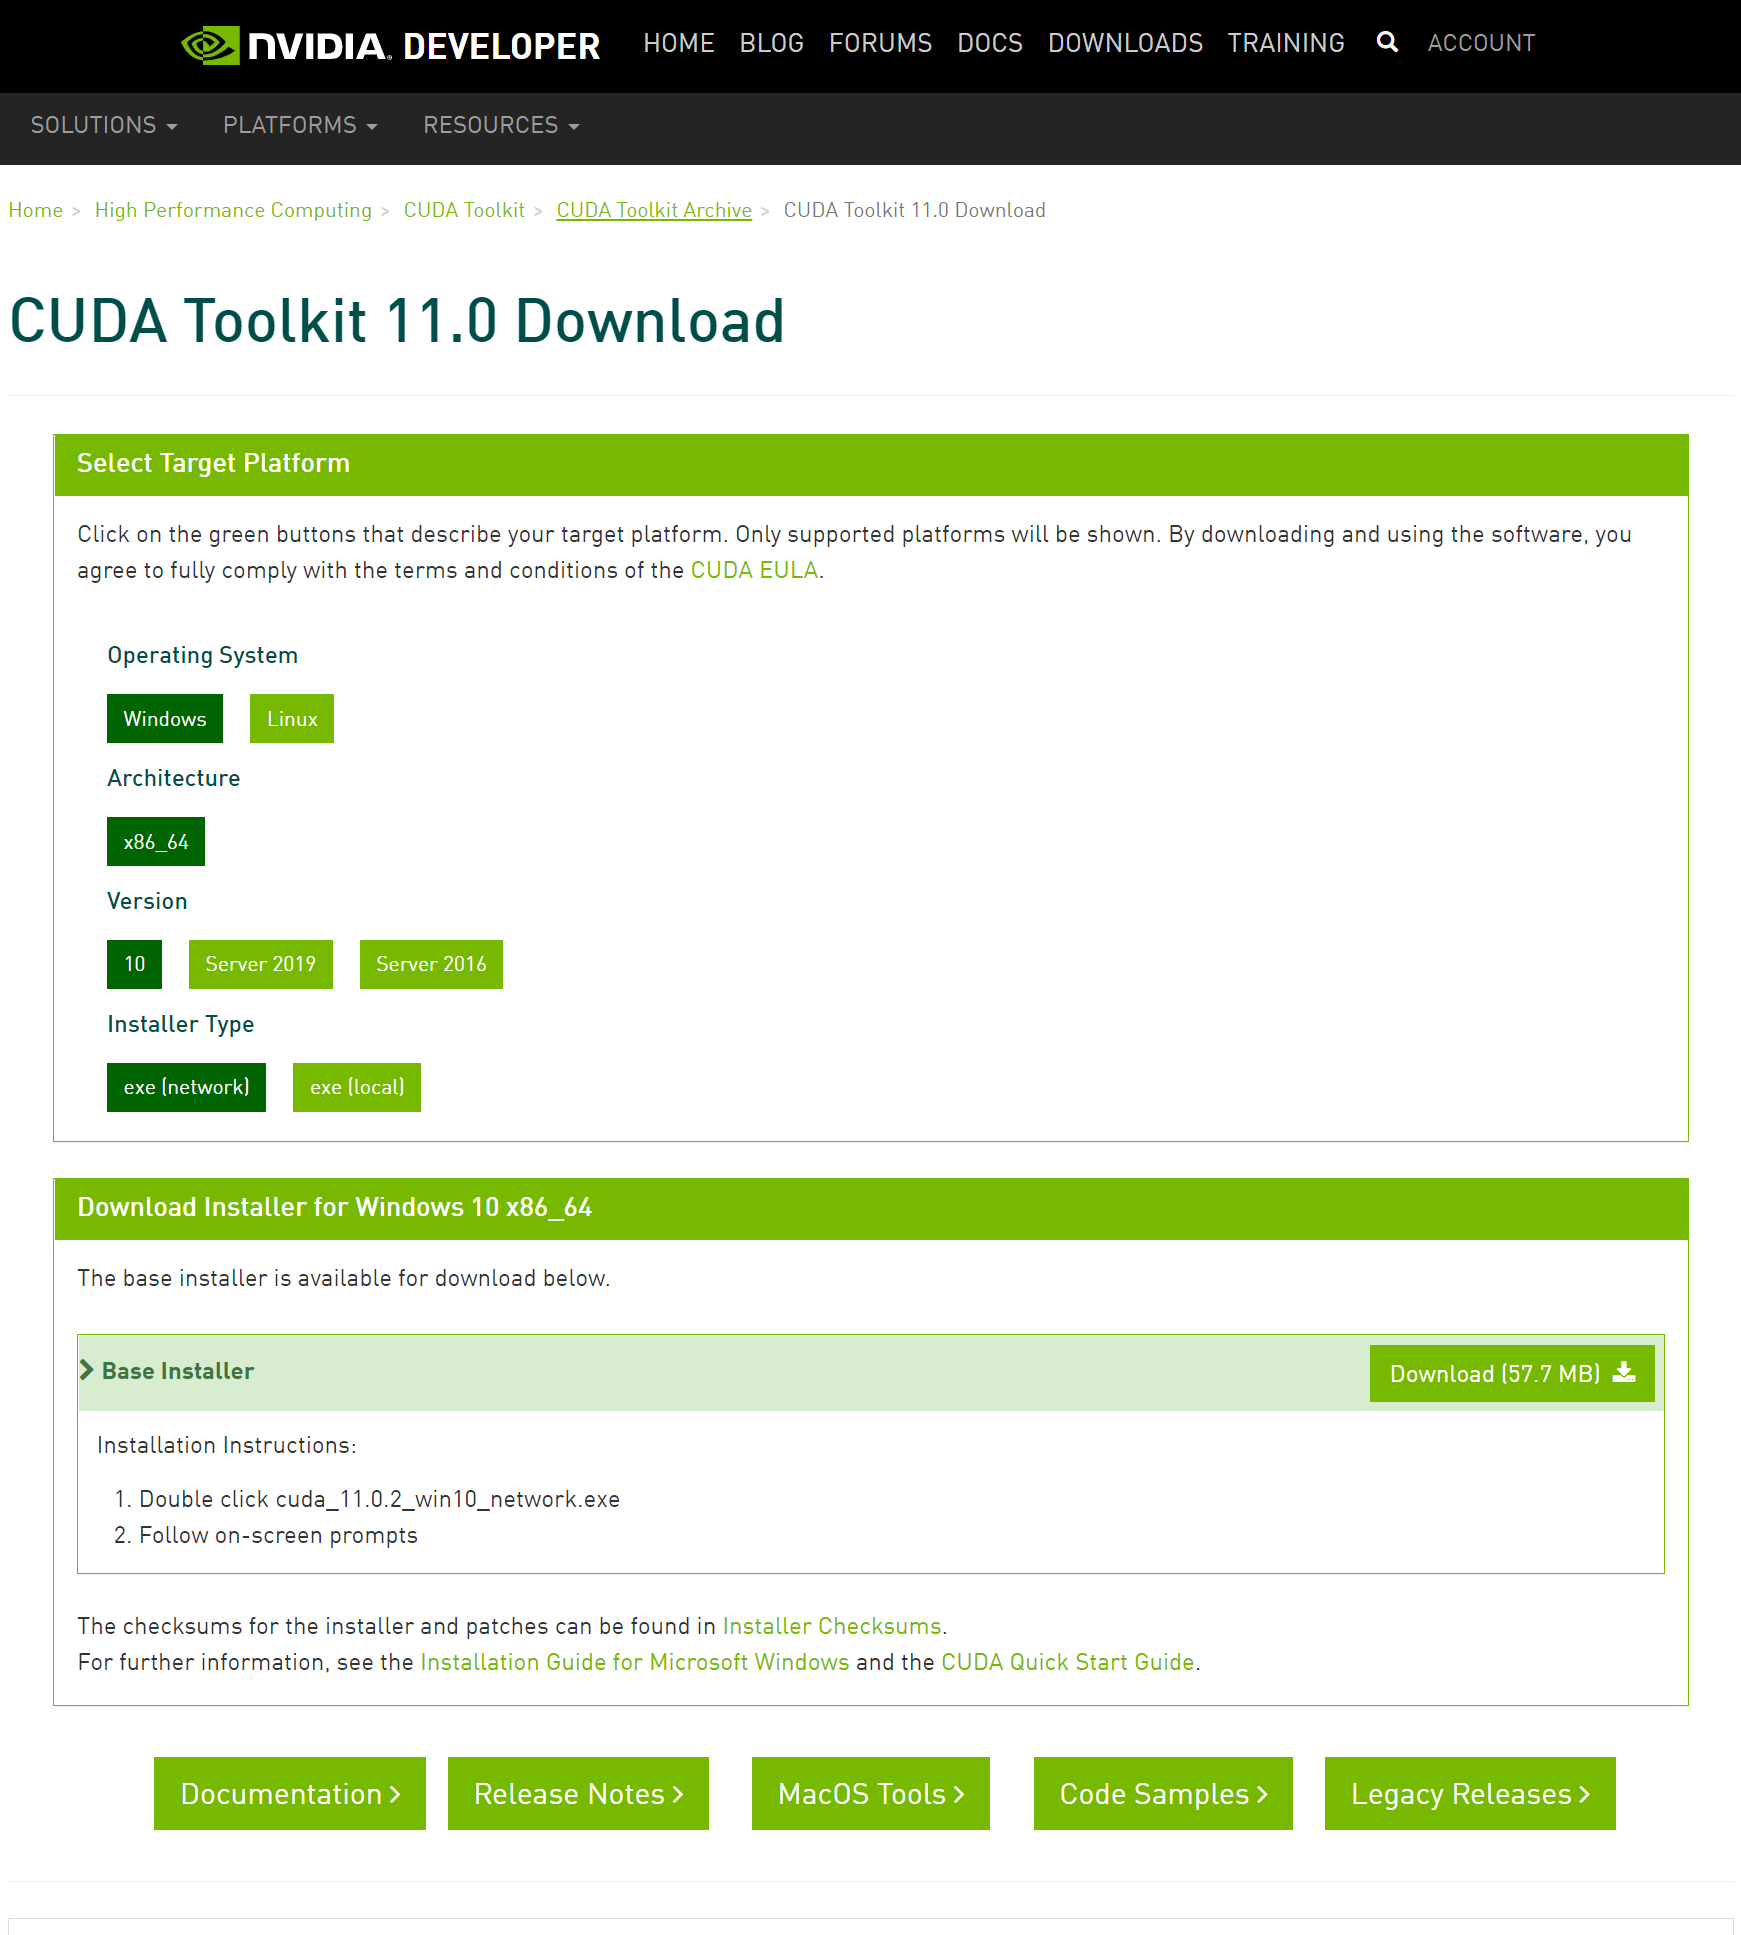 NVIDIA. DEVELOPER HOME BLOG FORUMS DOCS DOWNLOADS TRAINING ACCOUNT
SOLUTIONS PLATFORMS RESOURCES
Home > High Performance Computing > CUDA Toolkit > CUDA Toolkit Archive > CUDA Toolkit 11.0 Download
CUDA Toolkit 11.0 Download
Select Target Platform
Click on the green buttons that describe your target platform. Only supported platforms will be shown. By downloading and using the software, you
agree to fully comply with the terms and conditions of the CUDA EULA.
Operating System
Windows Linux
Architecture
x86_64
Version
10 Server 2019 Server 2016
Installer Type
exe (network) exe (local)
Download Installer for Windows 10 x86_64
The base installer is available for download below.
Base Installer Download (57.7 MB)
Installation Instructions:
1. Double click cuda_11.0.2_win10_network.exe
2. Follow on-screen prompts
The checksums for the installer and patches can be found in Installer Checksums.
For further information, see the Installation Guide for Microsoft Windows and the CUDA Quick Start Guide.
Documentation > Release Notes > MacOS Tools > Code Samples > Legacy Releases >